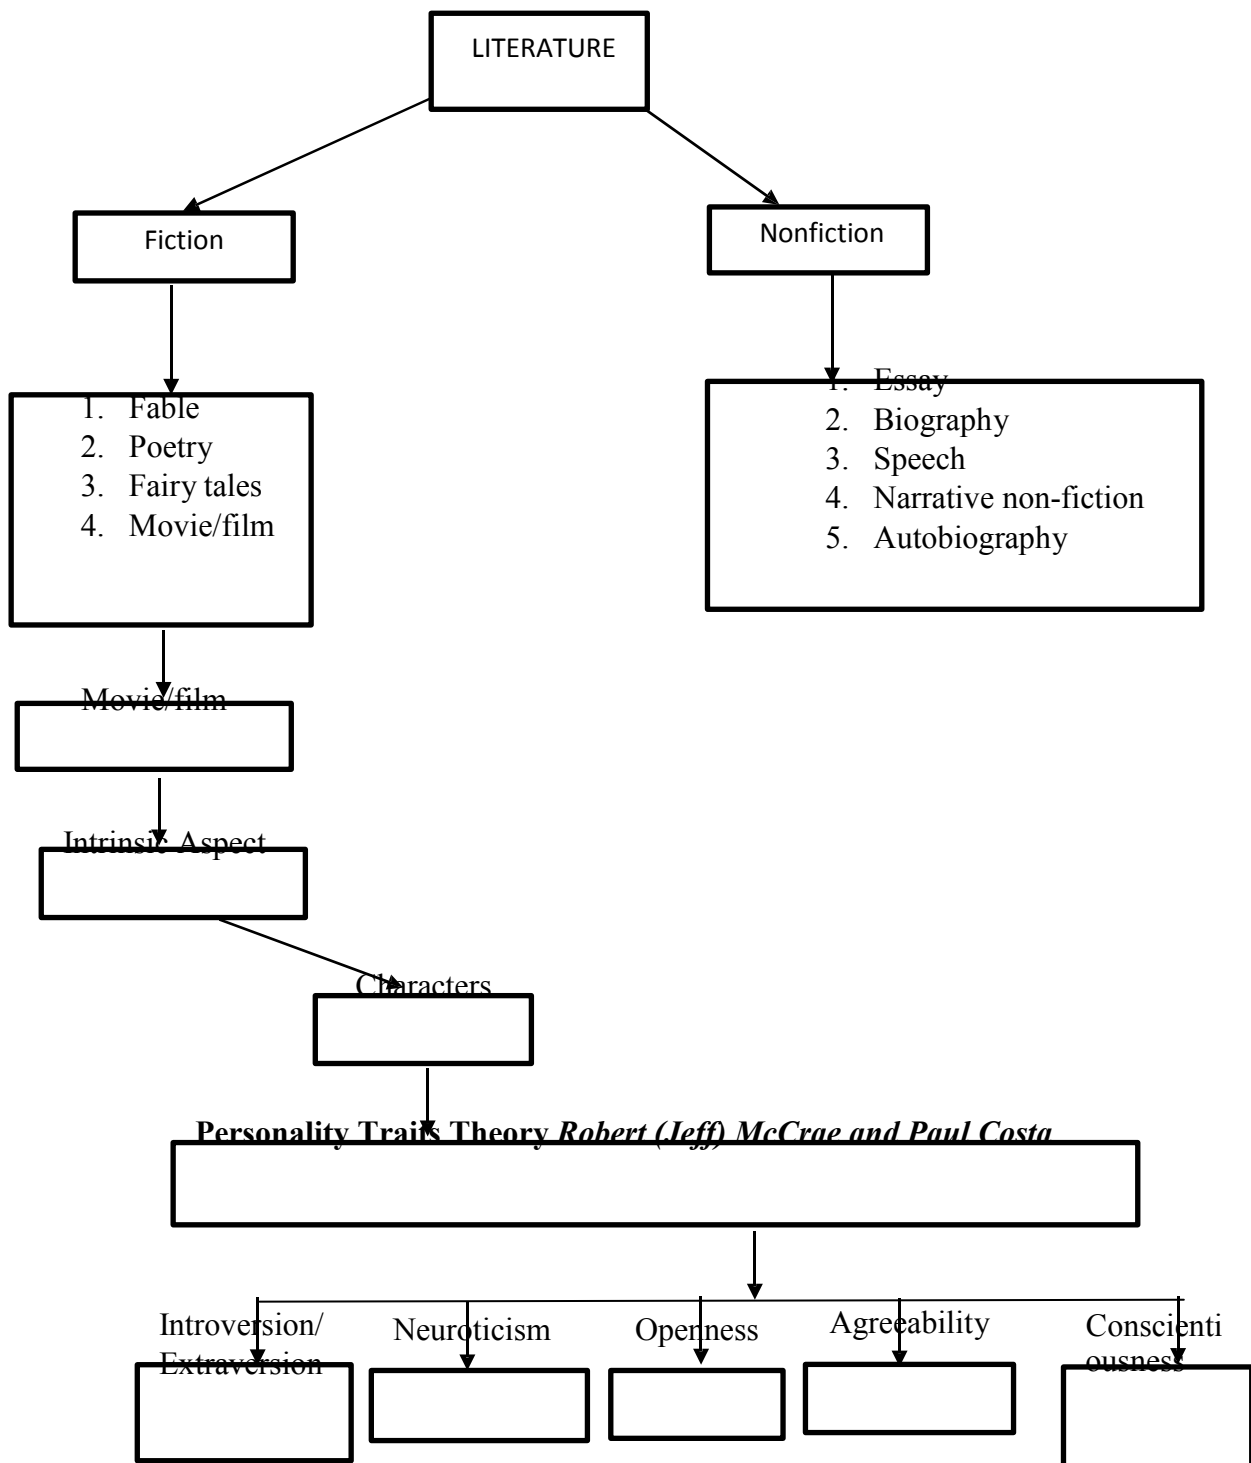 LITERATURE
Fiction
Nonfiction
1. Fable
2. Poetry
3. Fairy tales
4. Movie/film
1. Essay
2. Biography
3. Speech
4. Narrative non-fiction
5. Autobiography
Movie/film
Intrinsic Aspect
Characters
Personality Traits Theory Robert (Jeff) McCrae and Paul Costa
Introversion/
Extraversion
Neuroticism
Openness
Agreeability
Conscienti
ousness